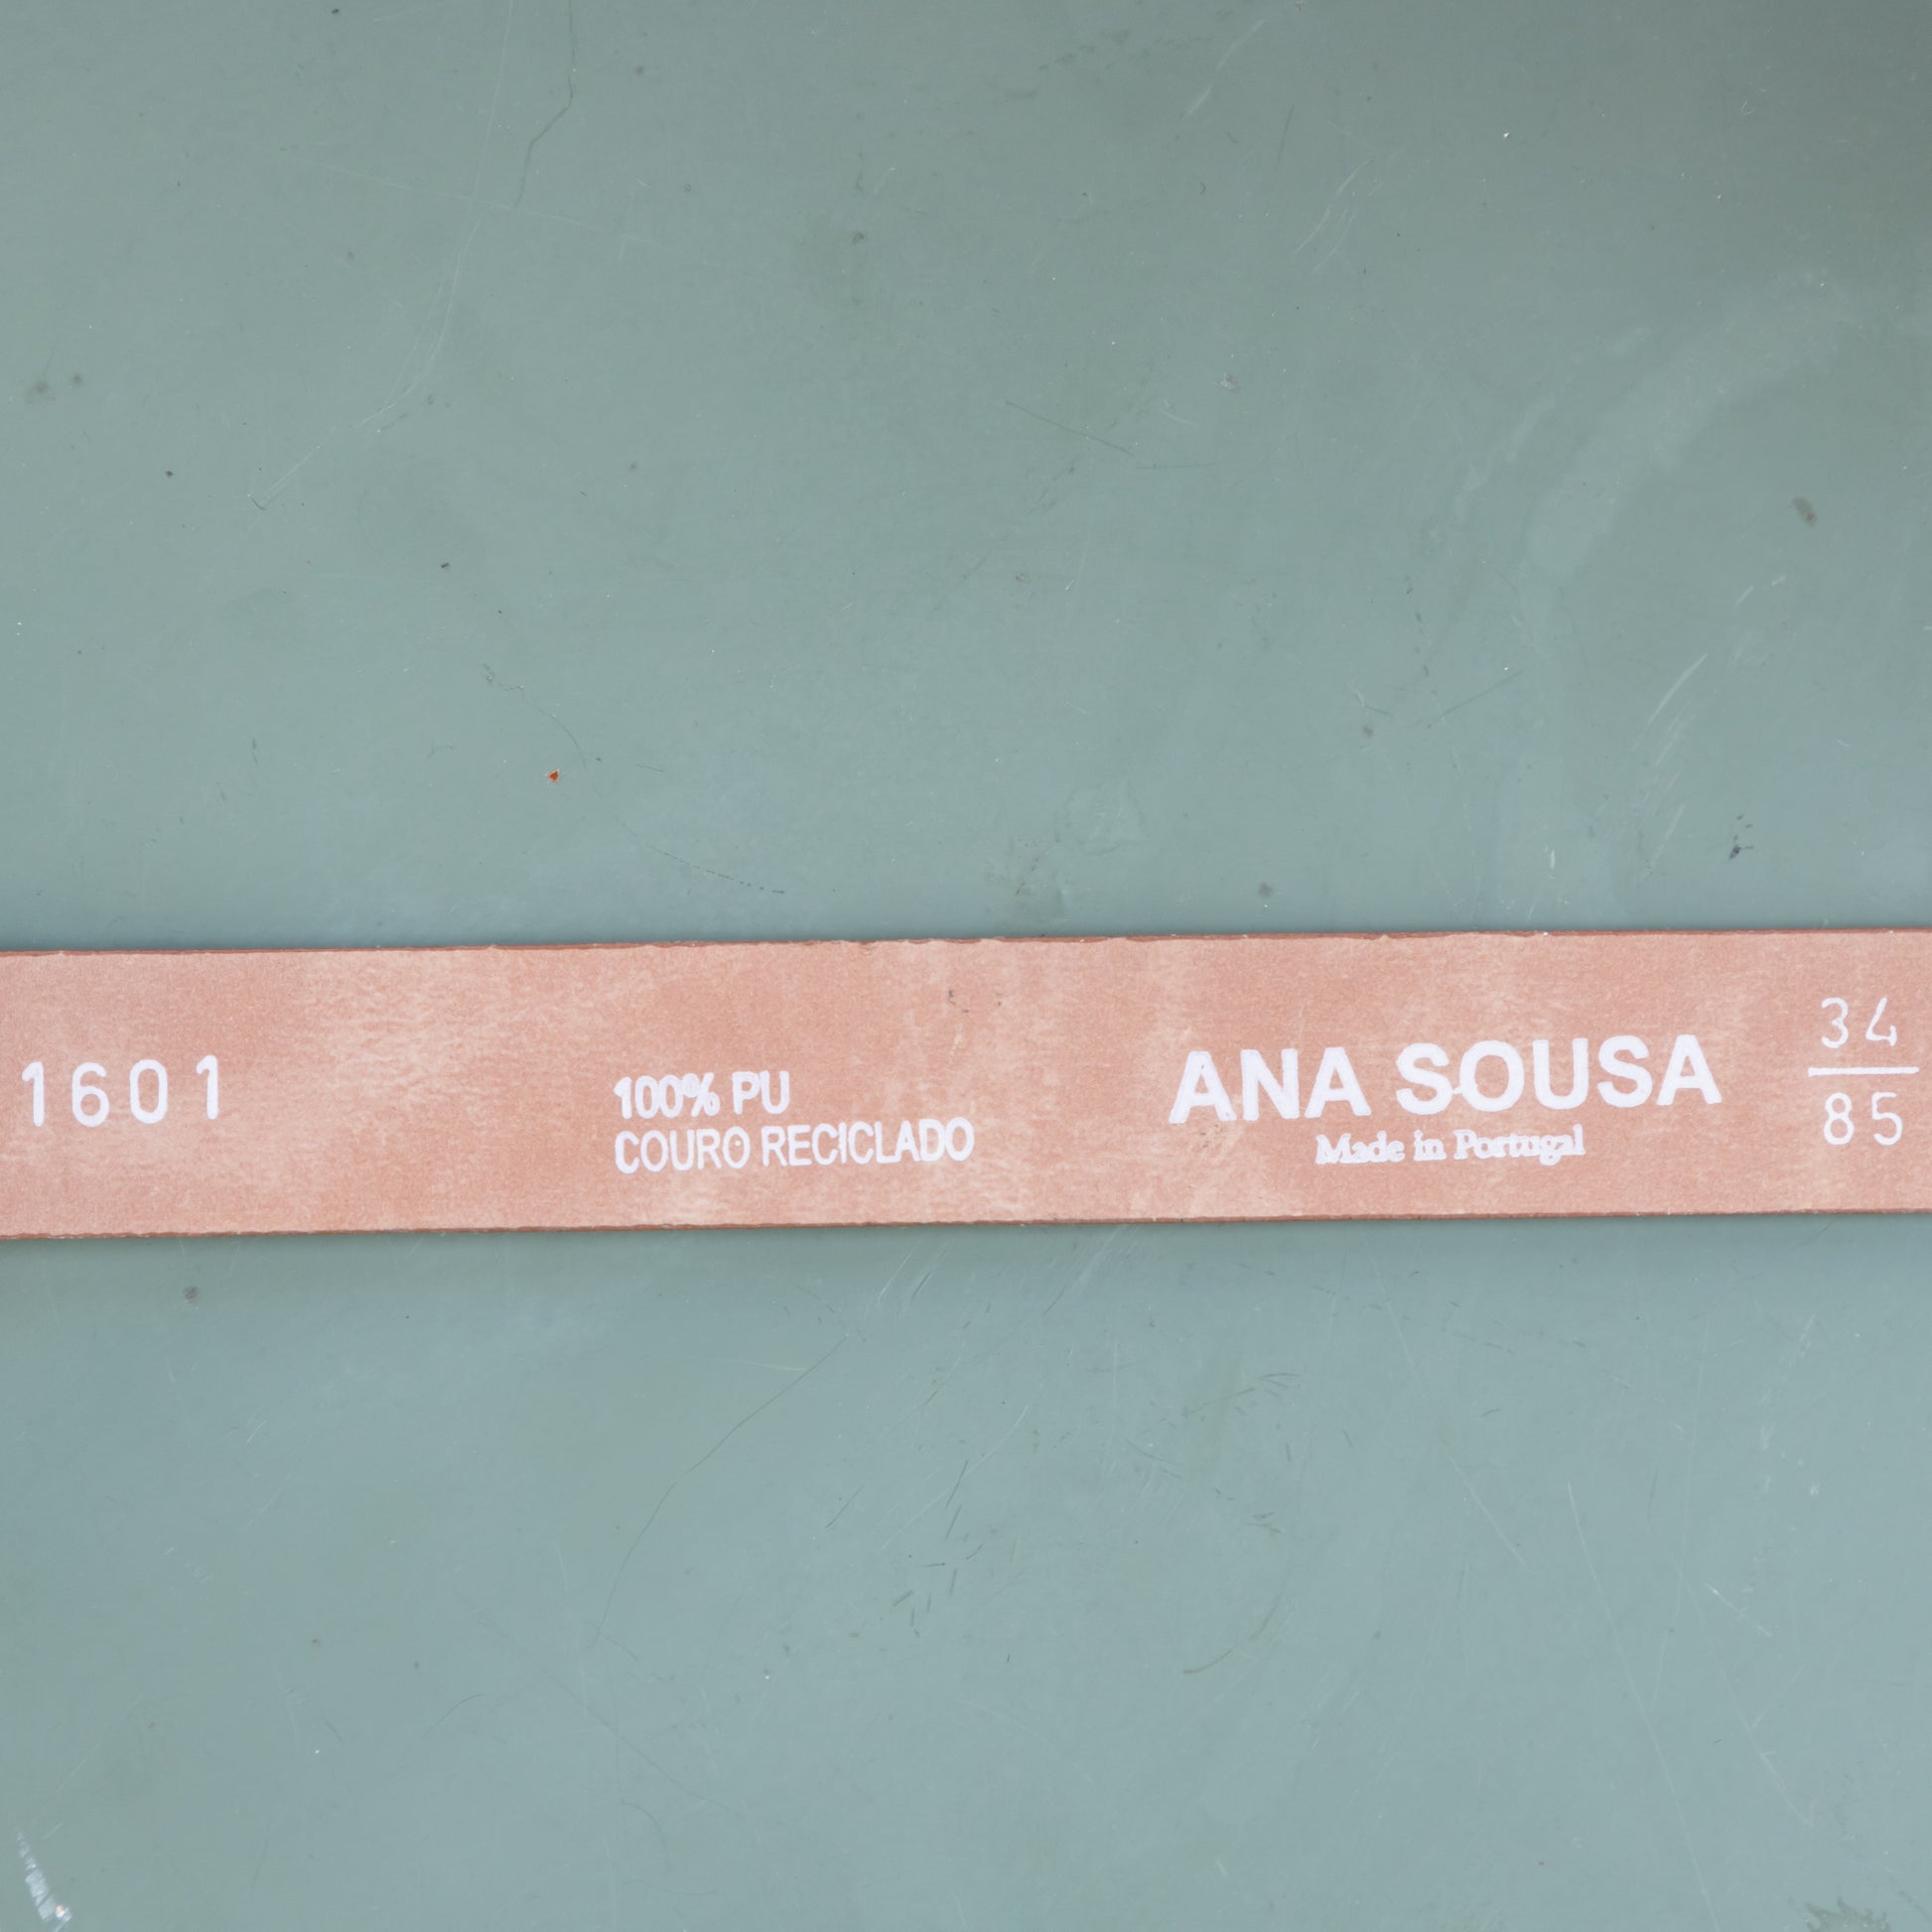 1601
100% PU
COURO RECICLADO
ANA SOUSA
Made in Portugal
34
85